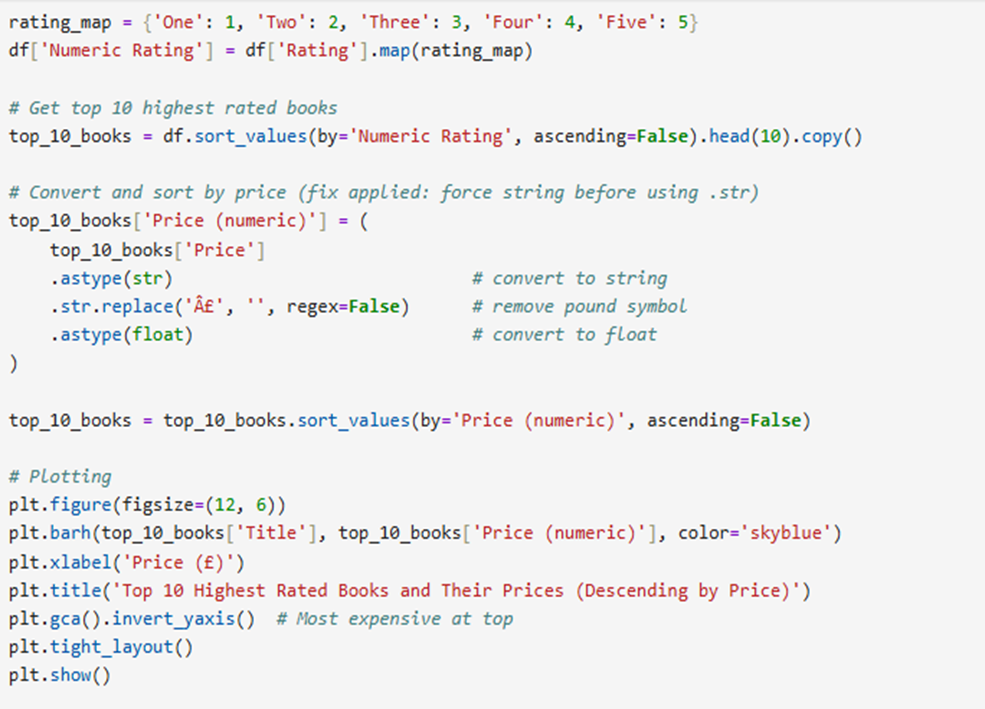 rating_map = {'One': 1, 'Two': 2, 'Three': 3, 'Four': 4, 'Five': 5}
df['Numeric Rating'] = df['Rating'].map(rating_map)

# Get top 10 highest rated books
top_10_books = df.sort_values(by='Numeric Rating', ascending=False).head(10).copy()

# Convert and sort by price (fix applied: force string before using .str)
top_10_books['Price (numeric)'] = (
    top_10_books['Price']
    .astype(str)                           # convert to string
    .str.replace('Â£', '', regex=False)      # remove pound symbol
    .astype(float)                           # convert to float
)

top_10_books = top_10_books.sort_values(by='Price (numeric)', ascending=False)

# Plotting
plt.figure(figsize=(12, 6))
plt.barh(top_10_books['Title'], top_10_books['Price (numeric)'], color='skyblue')
plt.xlabel('Price (£)')
plt.title('Top 10 Highest Rated Books and Their Prices (Descending by Price)')
plt.gca().invert_yaxis()  # Most expensive at top
plt.tight_layout()
plt.show()